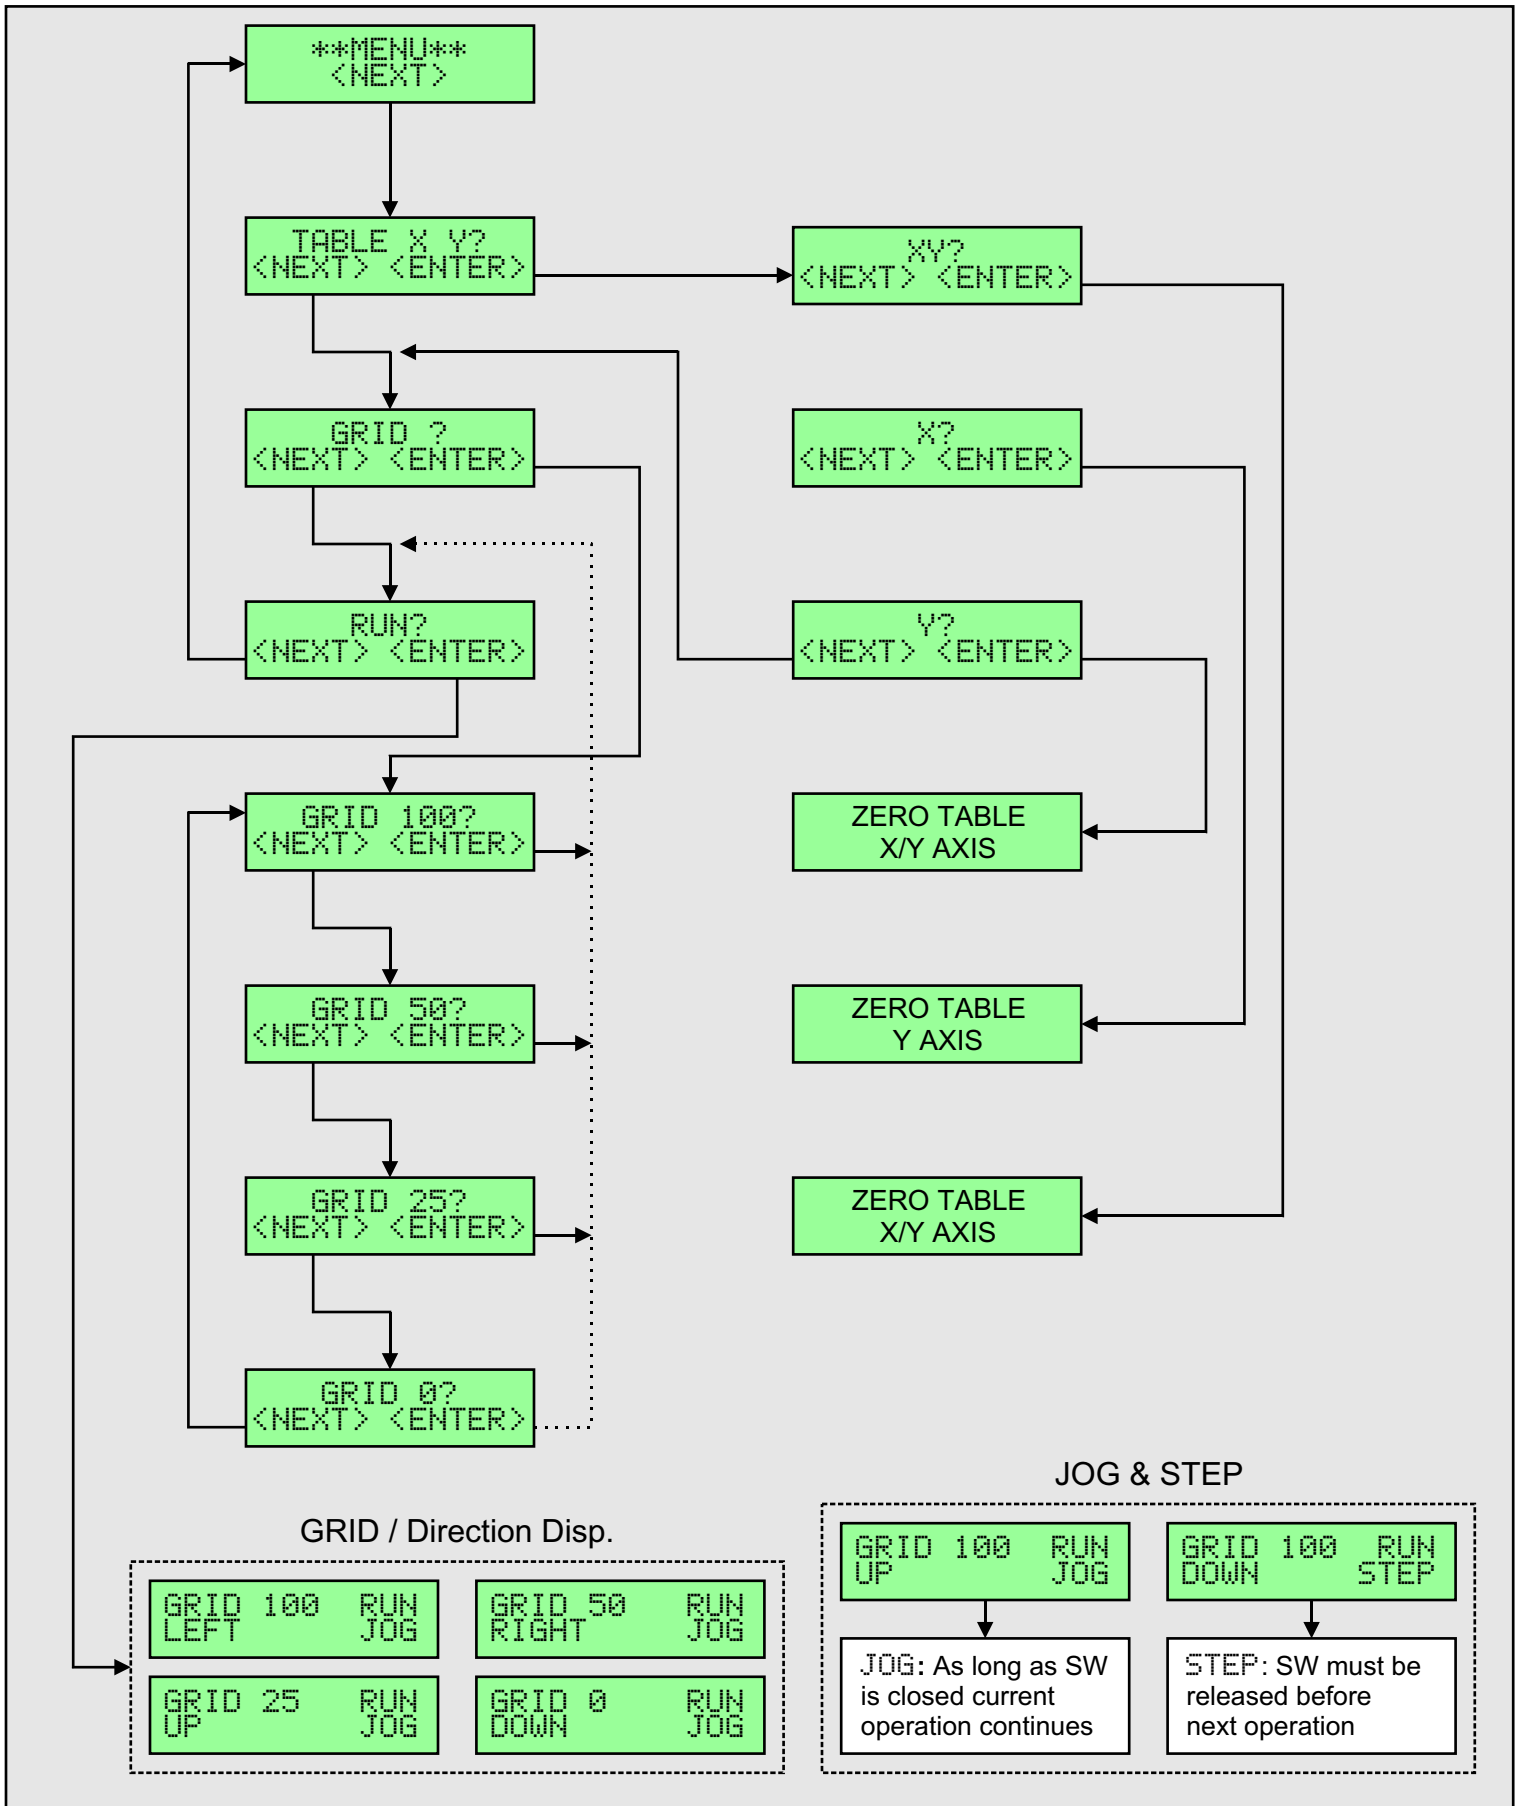 **MENU**
<NEXT>
TABLE X Y?
<NEXT> <ENTER>
XY?
<NEXT> <ENTER>
GRID ?
<NEXT> <ENTER>
X?
<NEXT> <ENTER>
RUN?
<NEXT> <ENTER>
Y?
<NEXT> <ENTER>
GRID 100?
<NEXT> <ENTER>
ZERO TABLE
X/Y AXIS
GRID 50?
<NEXT> <ENTER>
ZERO TABLE
Y AXIS
GRID 25?
<NEXT> <ENTER>
ZERO TABLE
X/Y AXIS
GRID 0?
<NEXT> <ENTER>
GRID / Direction Disp.
GRID 100 RUN
LEFT JOG
GRID 50 RUN
RIGHT JOG
GRID 25 RUN
UP JOG
GRID 0 RUN
DOWN JOG
JOG & STEP
GRID 100 RUN
UP JOG
GRID 100 RUN
DOWN STEP
JOG: As long as SW
is closed current
operation continues
STEP: SW must be
released before
next operation